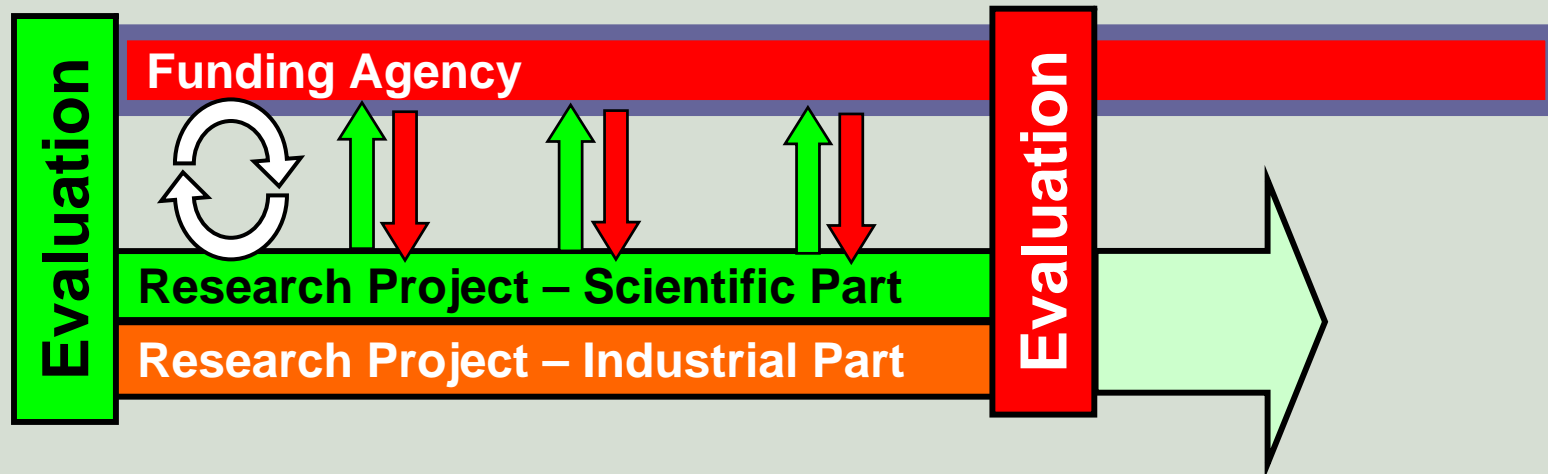 Evaluation
Funding Agency
Research Project – Scientific Part
Research Project – Industrial Part
Evaluation